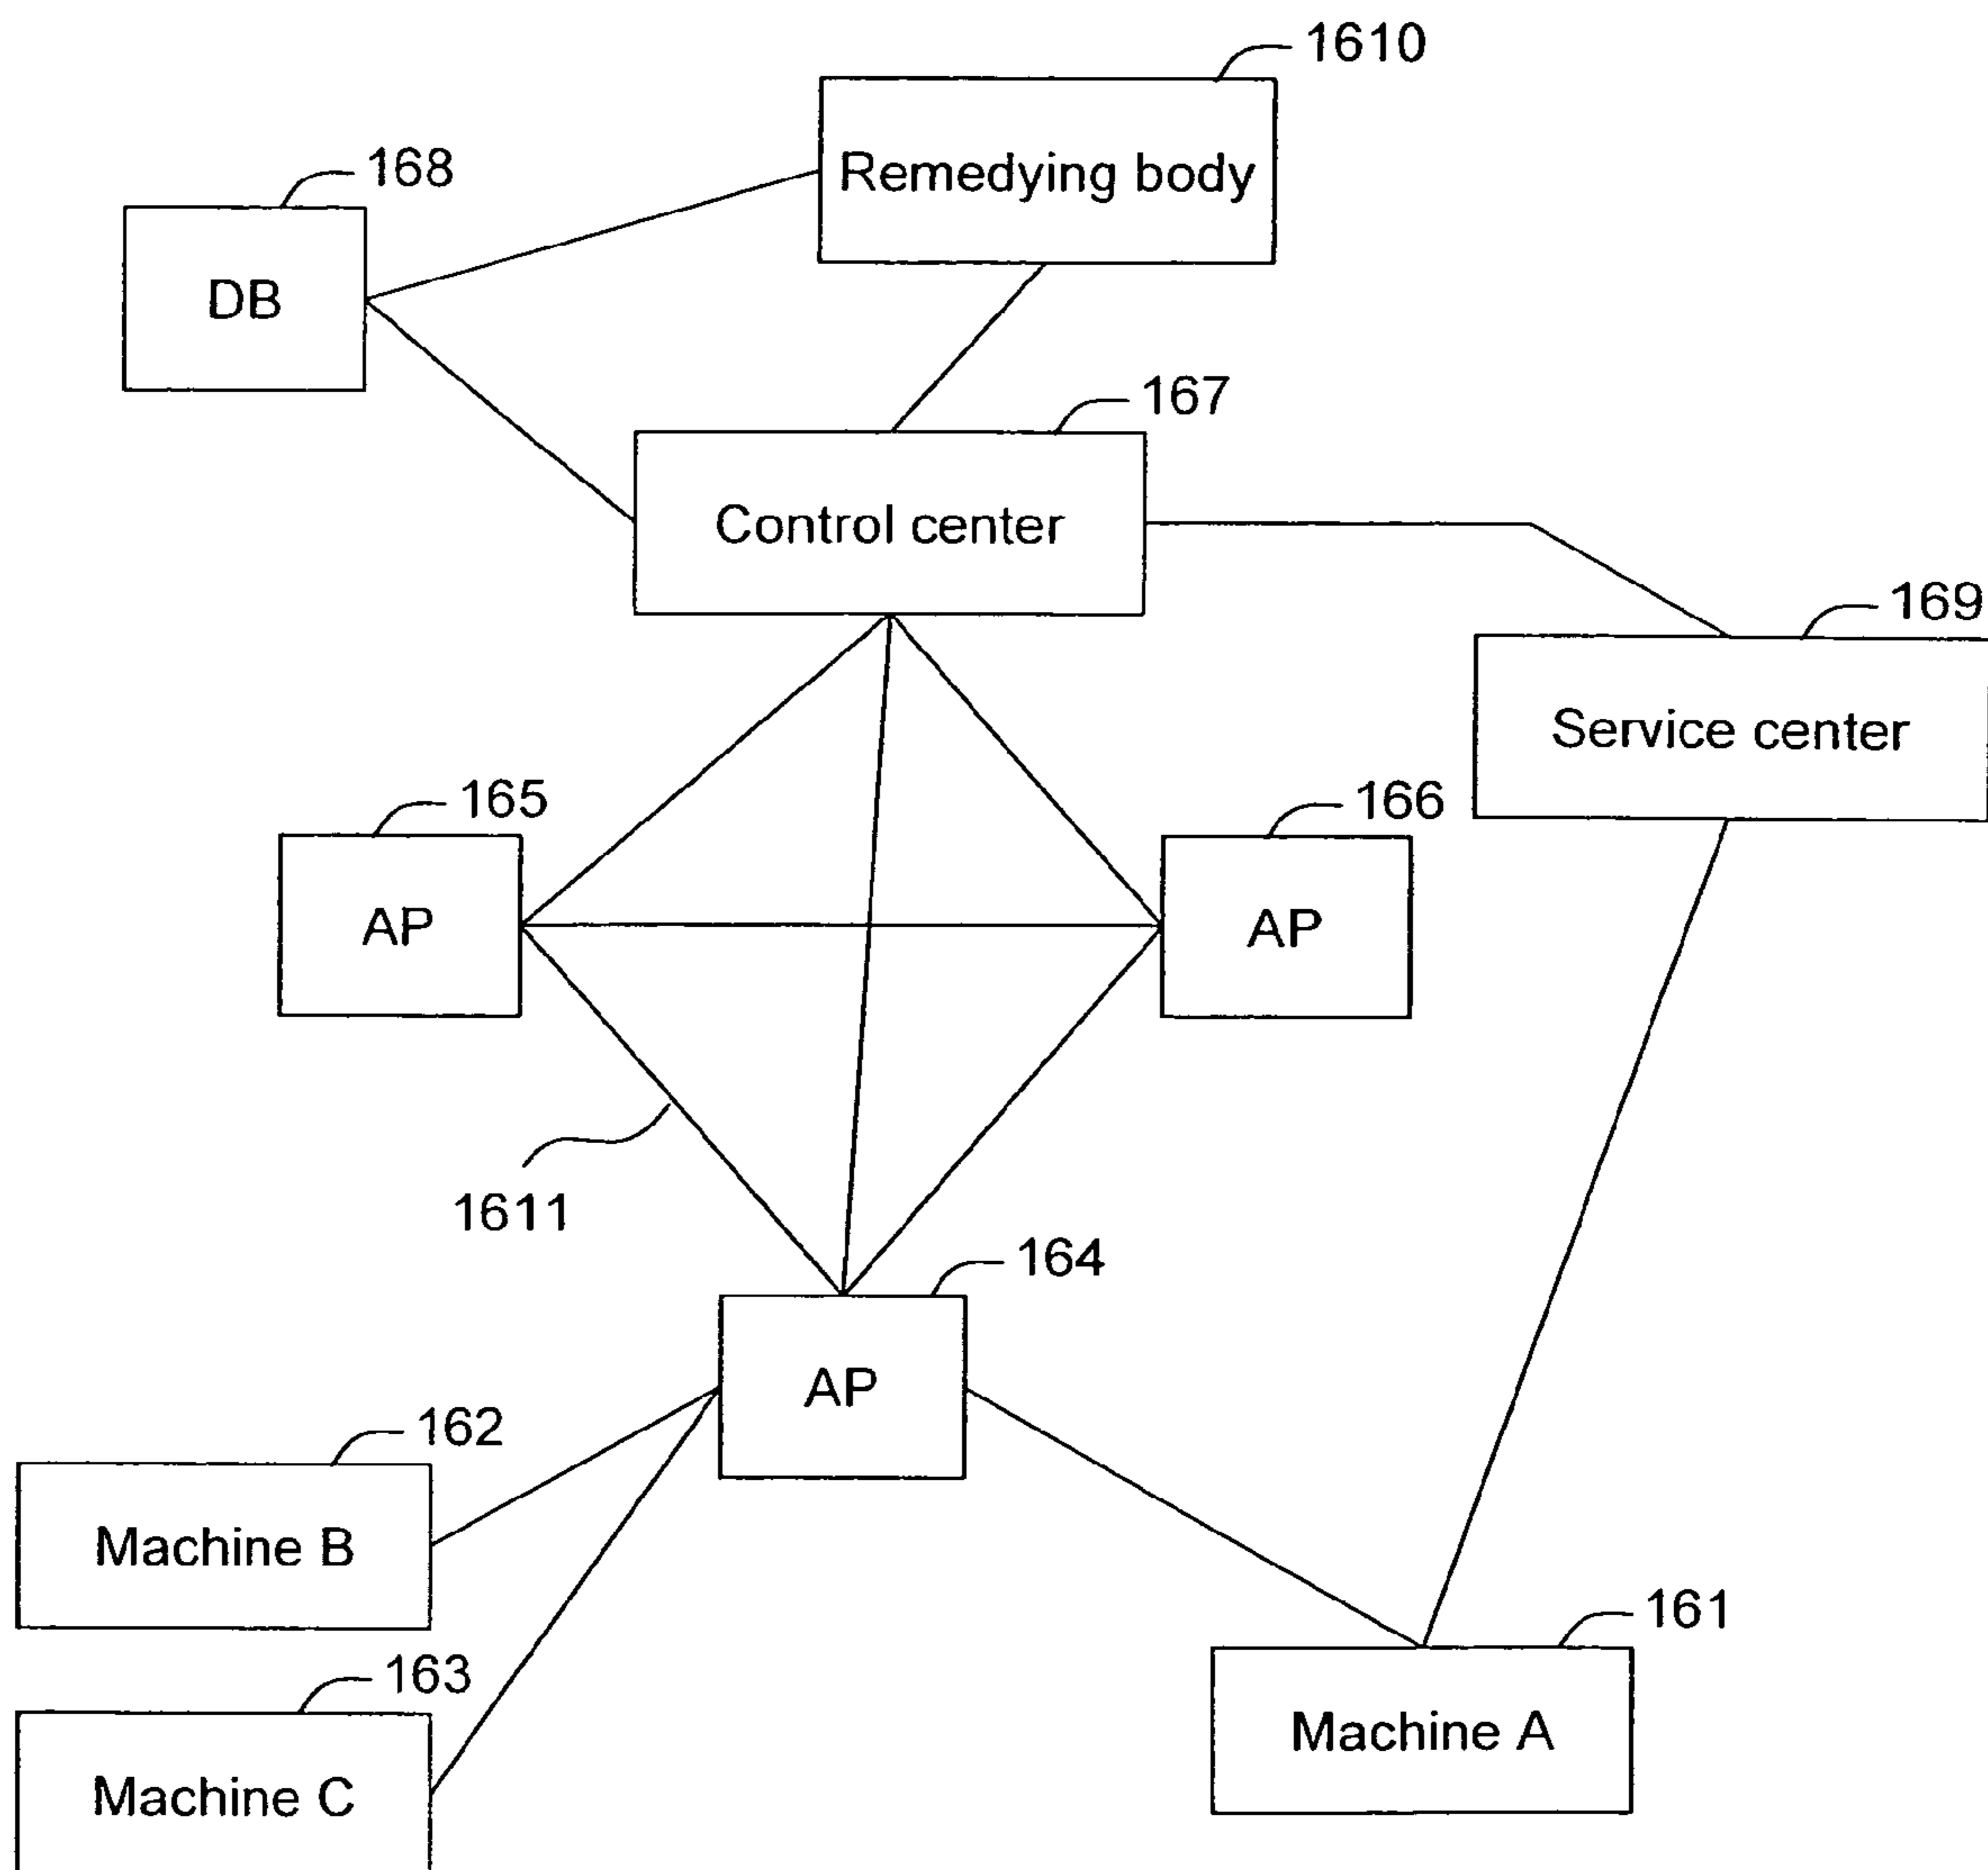 1610
Remedying body
168
DB
167
Control center
169
Service center
165
AP
166
AP
1611
164
AP
162
Machine B
161
Machine A
163
Machine C